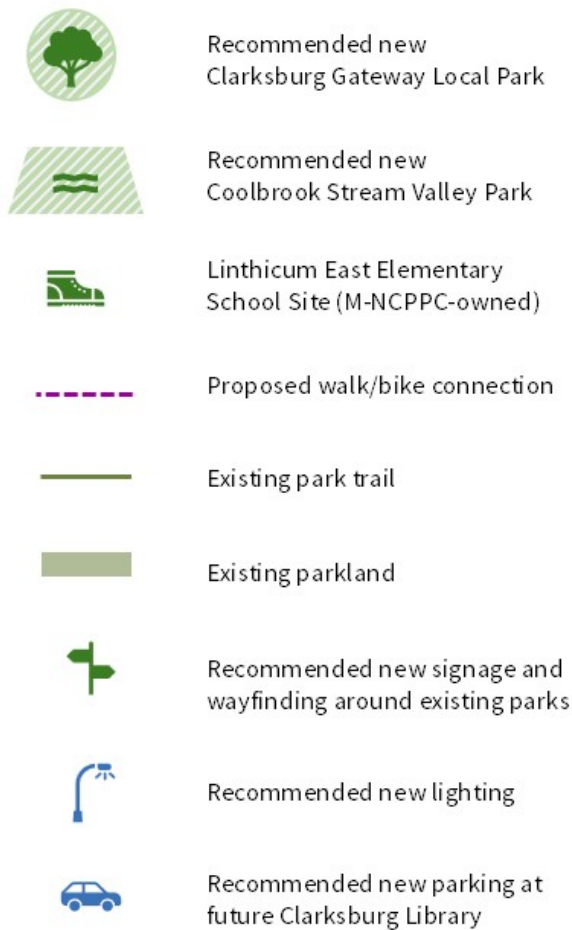 Recommended new
Clarksburg Gateway Local Park
Recommended new
Coolbrook Stream Valley Park
Linthicum East Elementary
School Site (M-NCPPC-owned)
Proposed walk/bike connection
Existing park trail
Existing parkland
Recommended new signage and
wayfinding around existing parks
Recommended new lighting
Recommended new parking at
future Clarksburg Library